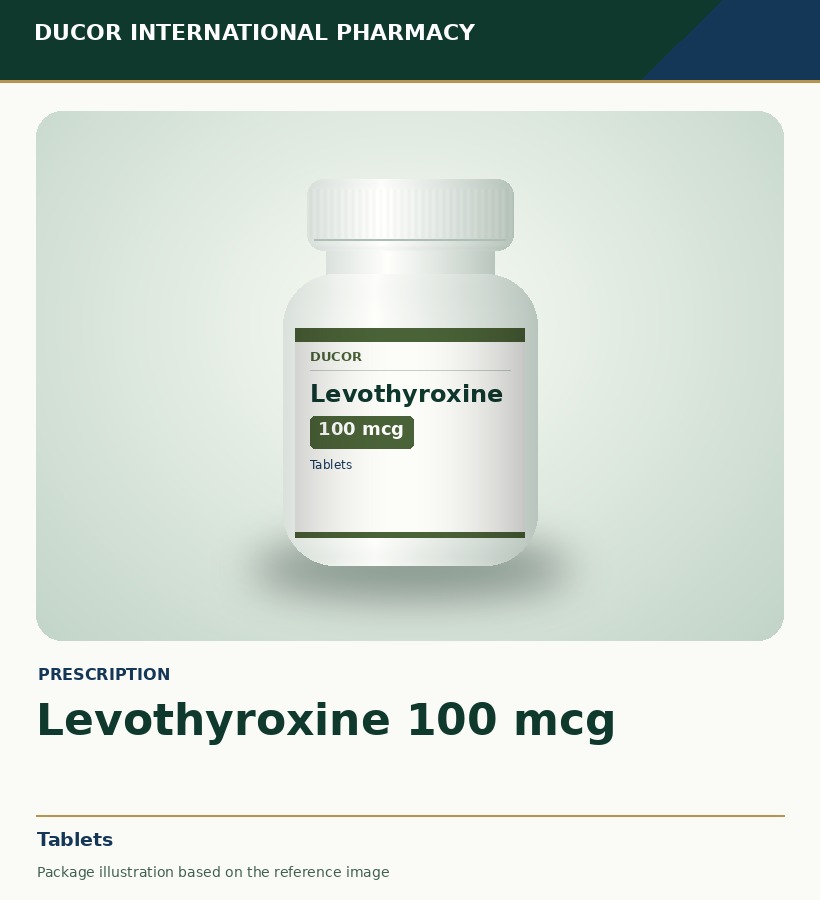 DUCOR INTERNATIONAL PHARMACY
DUCOR
Levothyroxine
100 mcg
Tablets
PRESCRIPTION
Levothyroxine 100 mcg
Tablets
Package illustration based on the reference image